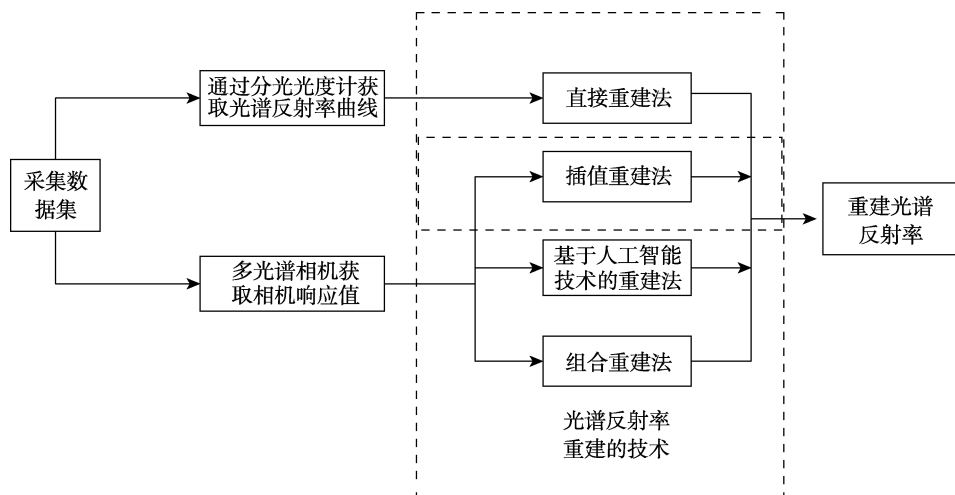 采集数
据集
通过分光光度计获
取光谱反射率曲线
多光谱相机获
取相机响应值
直接重建法
插值重建法
基于人工智能
技术的重建法
组合重建法
光谱反射率
重建的技术
重建光谱
反射率